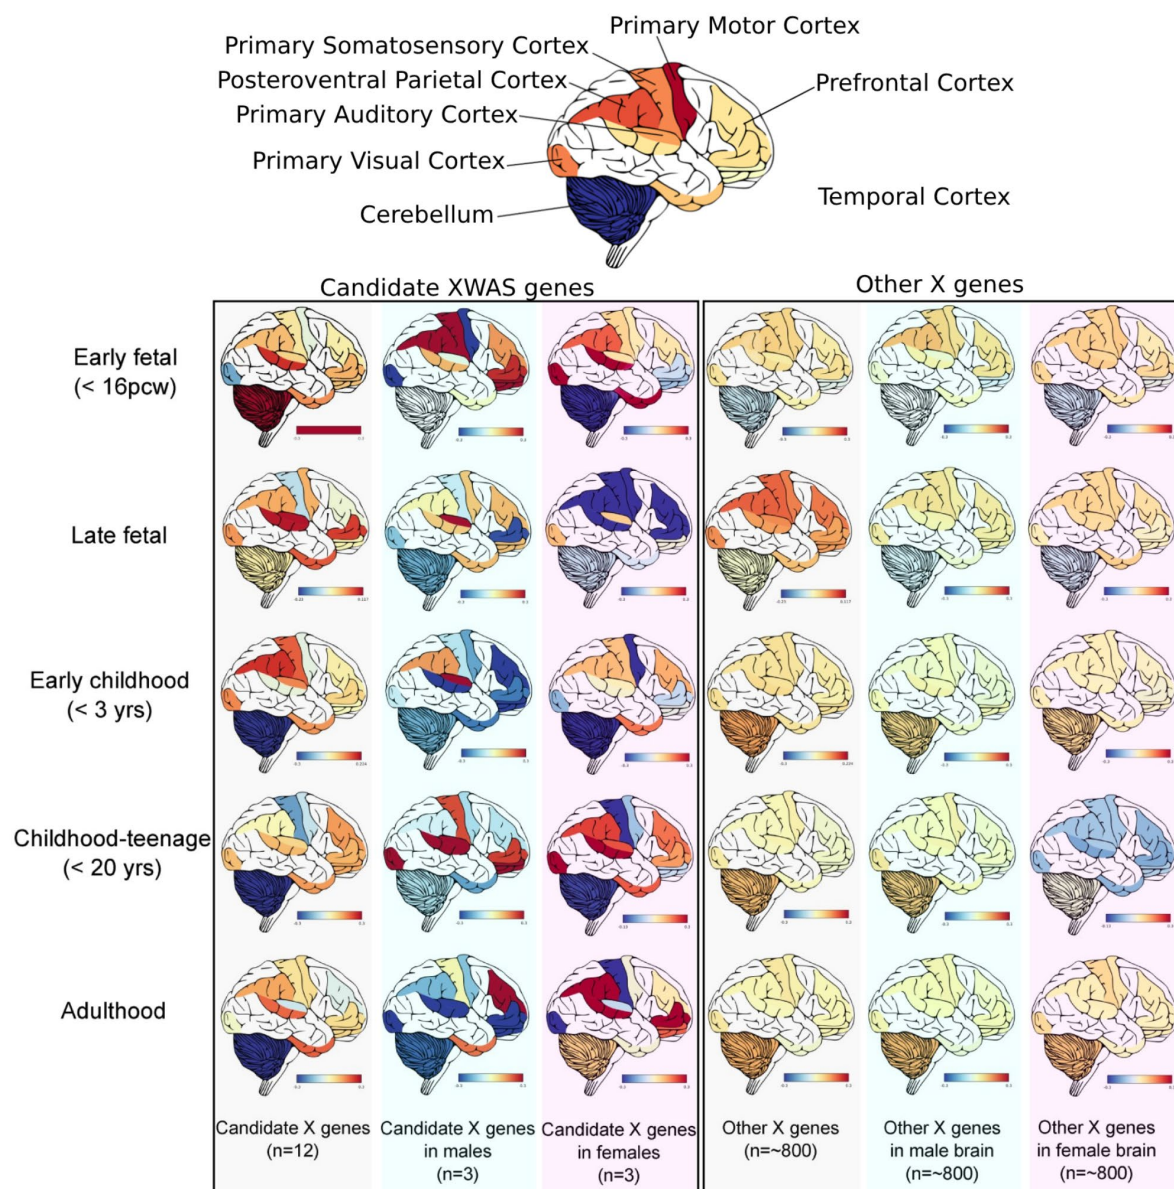 Primary Motor Cortex
Primary Somatosensory Cortex
Posteroventral Parietal Cortex
Prefrontal Cortex
Primary Auditory Cortex
Primary Visual Cortex
Temporal Cortex
Cerebellum
Candidate XWAS genes
Other X genes
Early fetal
(< 16pcw)
Late fetal
Early childhood
(< 3 yrs)
Childhood-teenage
(< 20 yrs)
Adulthood
Candidate X genes
(n=12)
Candidate X genes
in males
(n=3)
Candidate X genes
in females
(n=3)
Other X genes
(n=~800)
Other X genes
in male brain
(n=~800)
Other X genes
in female brain
(n=~800)